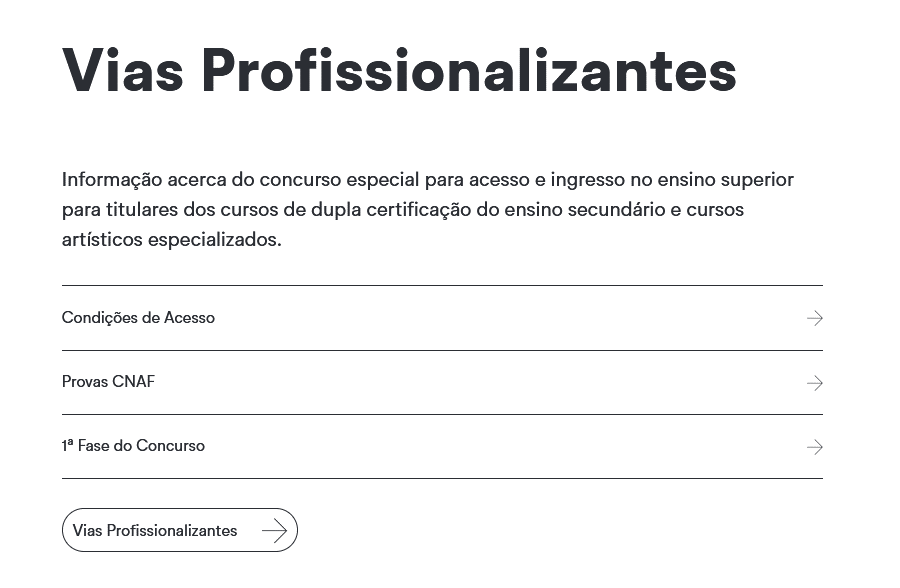 Vias Profissionalizantes
Informação acerca do concurso especial para acesso e ingresso no ensino superior
para titulares dos cursos de dupla certificação do ensino secundário e cursos
artísticos especializados.
Condições de Acesso
Provas CNAF
1ª Fase do Concurso
Vias Profissionalizantes